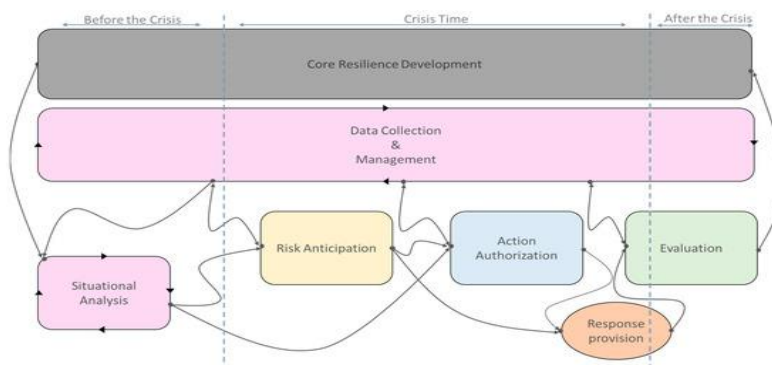 Before the Crisis
Crisis Time
After the Crisis
Core Resilience Development
Data Collection
&
Management
Risk Anticipation
Action
Authorization
Evaluation
Situational
Analysis
Response
provision